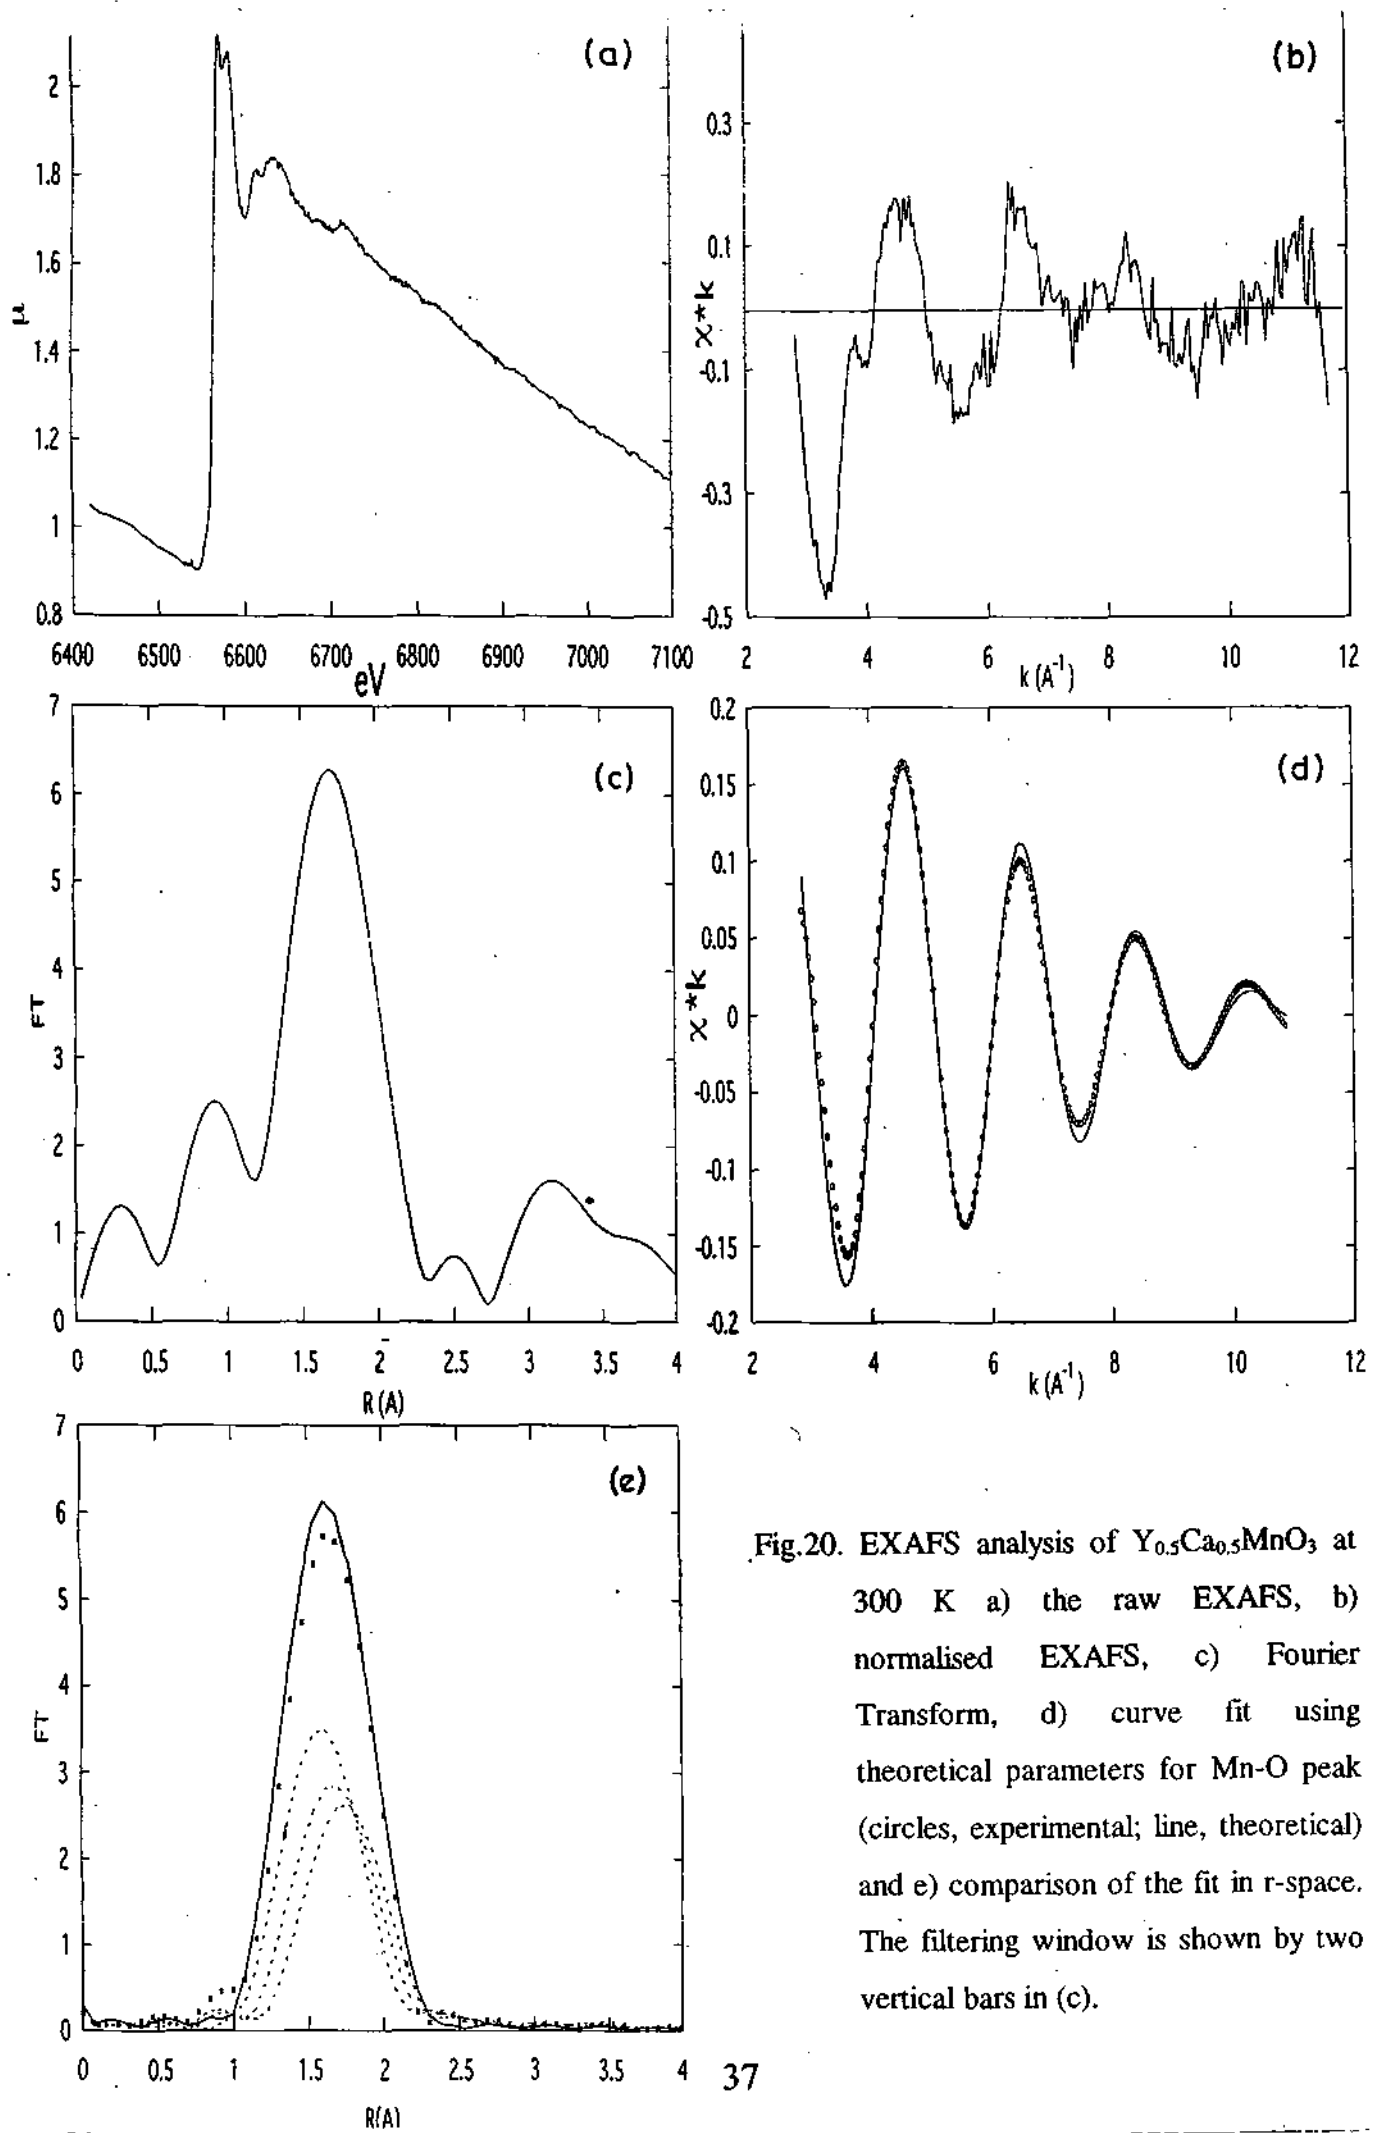 (a)
μ
2
1.8
1.6
1.4
1.2
1
0.8
6400 6500 6600 6700 6800 6900 7000 7100
eV
(b)
χ*k
0.3
0.1
-0.1
-0.3
-0.5
2 4 6 8 10 12
k (A⁻¹)
(c)
FT
7
6
5
4
3
2
1
0
0 0.5 1 1.5 2 2.5 3 3.5 4
R (A)
(d)
χ*k
0.2
0.15
0.1
0.05
0
-0.05
-0.1
-0.15
-0.2
2 4 6 8 10 12
k (A⁻¹)
(e)
FT
7
6
5
4
3
2
1
0
0 0.5 1 1.5 2 2.5 3 3.5 4
R(A)
Fig.20. EXAFS analysis of Y₀.₅Ca₀.₅MnO₃ at
300 K a) the raw EXAFS, b)
normalised EXAFS, c) Fourier
Transform, d) curve fit using
theoretical parameters for Mn-O peak
(circles, experimental; line, theoretical)
and e) comparison of the fit in r-space.
The filtering window is shown by two
vertical bars in (c).
37